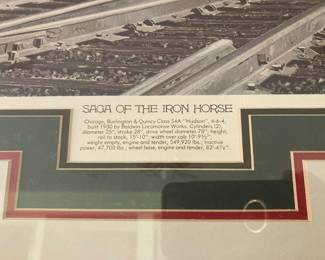 SAGA OF THE IRON HORSE
Chicago, Burlington & Quincy Class S4A "Hudson", 4-6-4,
built 1930 by Baldwin Locomotive Works. Cylinders (2),
diameter 25", stroke 28", drive wheel diameter 78", height,
rail to stack, 15'-10", width over cab 10'-9½",
weight empty, engine and tender, 549,920 lbs., tractive
power, 47,700 lbs., wheel base, engine and tender, 82'-4⅞".